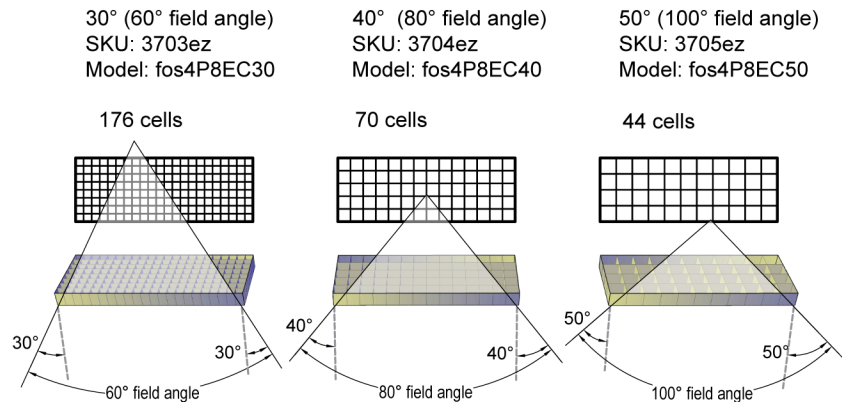 30° (60° field angle)
SKU: 3703ez
Model: fos4P8EC30
40° (80° field angle)
SKU: 3704ez
Model: fos4P8EC40
50° (100° field angle)
SKU: 3705ez
Model: fos4P8EC50
176 cells
70 cells
44 cells
30°
30°
60° field angle
40°
40°
80° field angle
50°
50°
100° field angle